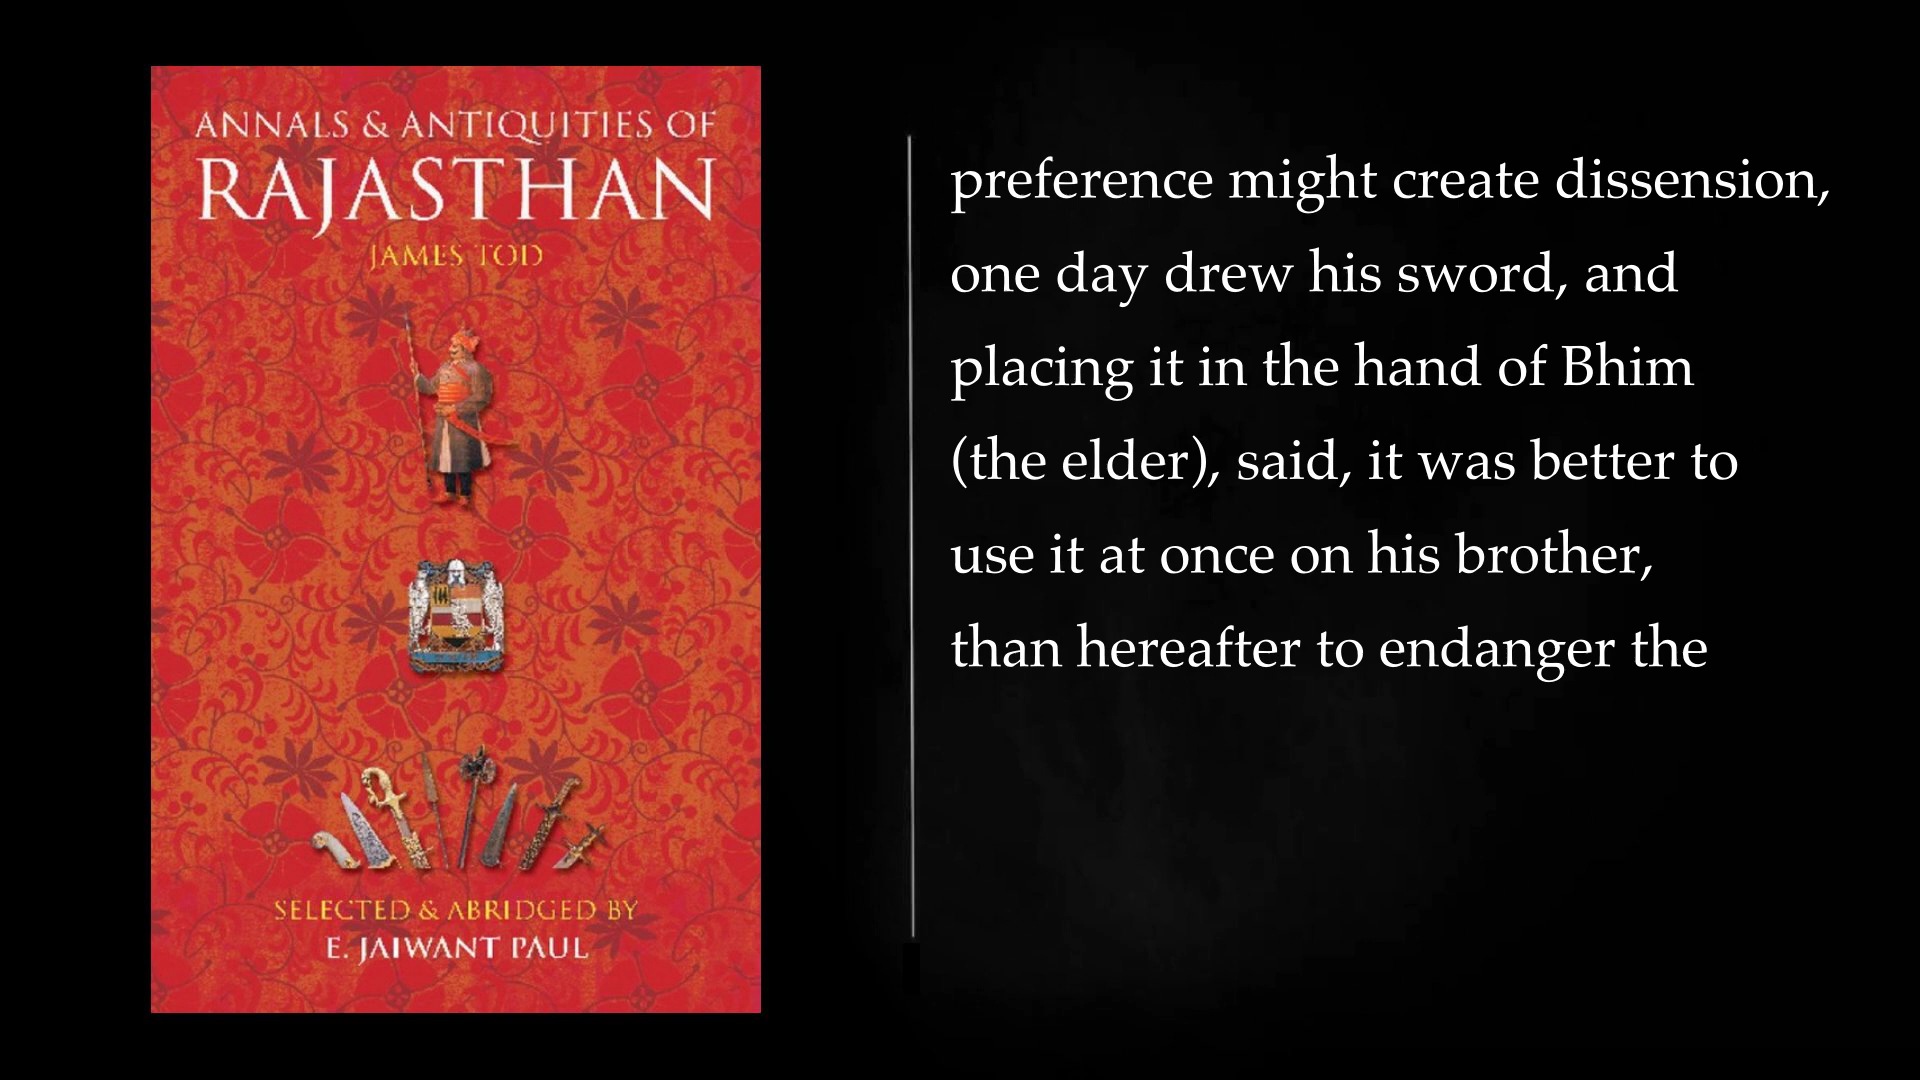 ANNALS & ANTIQUITIES OF
RAJASTHAN
JAMES TOD
SELECTED & ABRIDGED BY
E. JAIWANT PAUL
preference might create dissension,
one day drew his sword, and
placing it in the hand of Bhim
(the elder), said, it was better to
use it at once on his brother,
than hereafter to endanger the